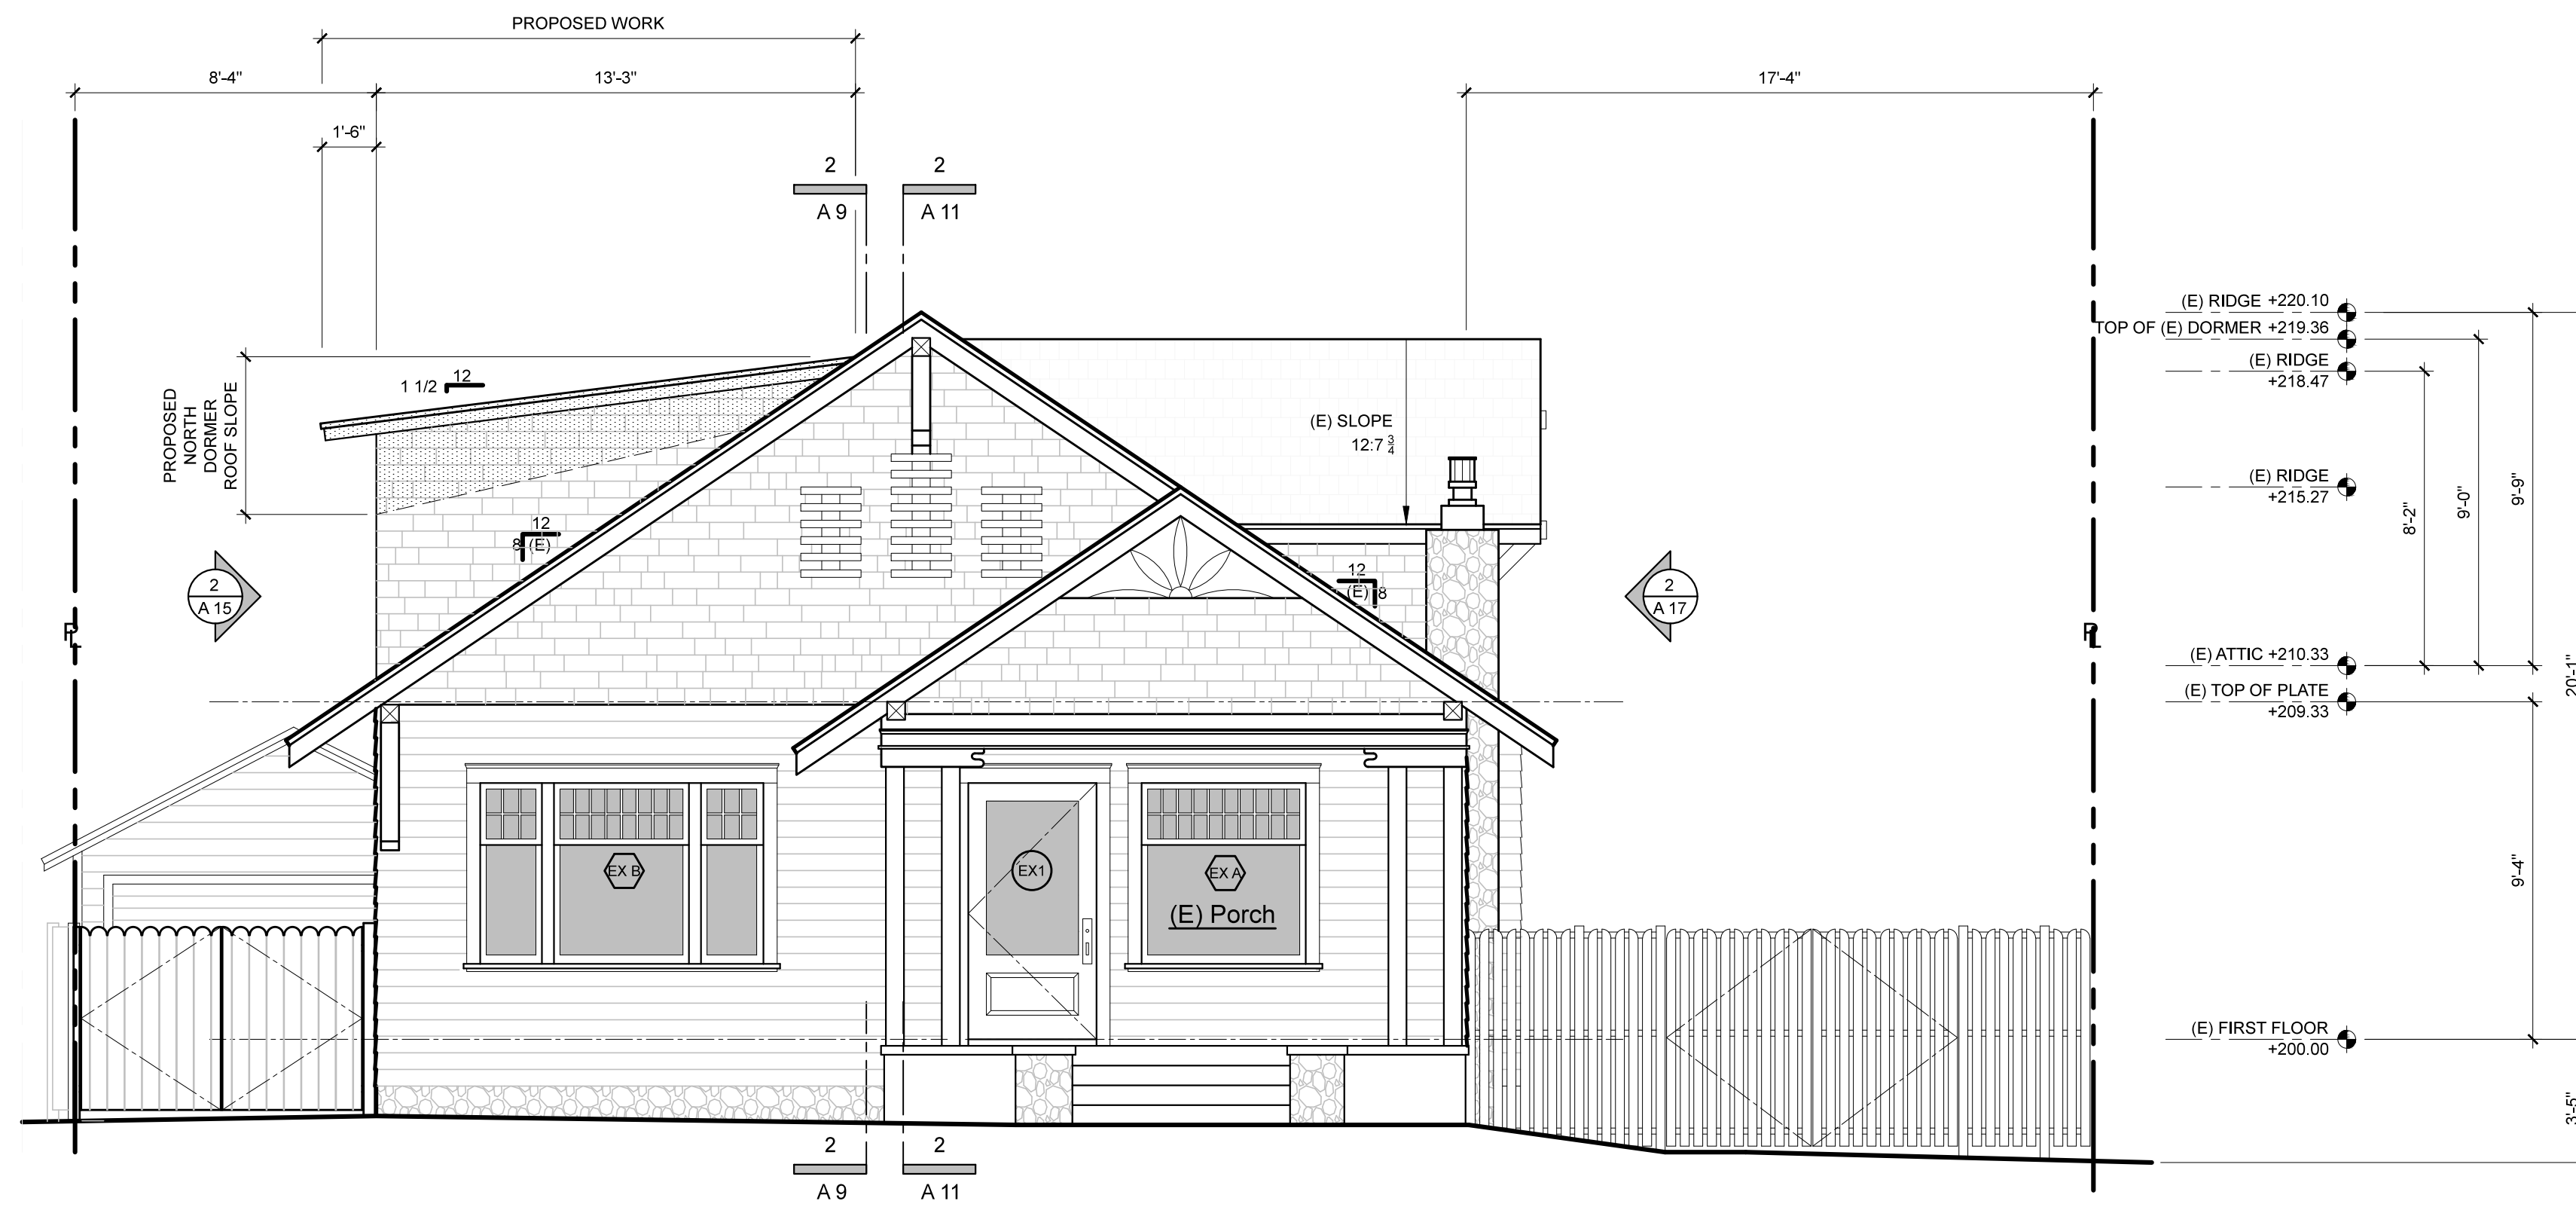 PROPOSED WORK
8'-4"
13'-3"
17'-4"
1'-6"
2
A 9
2
A 11
(E) RIDGE +220.10
TOP OF (E) DORMER +219.36
(E) RIDGE
+218.47
1 1/2
12
PROPOSED
NORTH
DORMER
ROOF SLOPE
(E) SLOPE
12:7 3/4
(E) RIDGE
+215.27
8'-2"
9'-0"
9'-9"
12
8 (E)
12
(E) 8
2
A 15
2
A 17
PL
PL
(E) ATTIC +210.33
(E) TOP OF PLATE
+209.33
20'-1"
EX B
EX1
EX A
(E) Porch
9'-4"
(E) FIRST FLOOR
+200.00
3'-5"
2
A 9
2
A 11